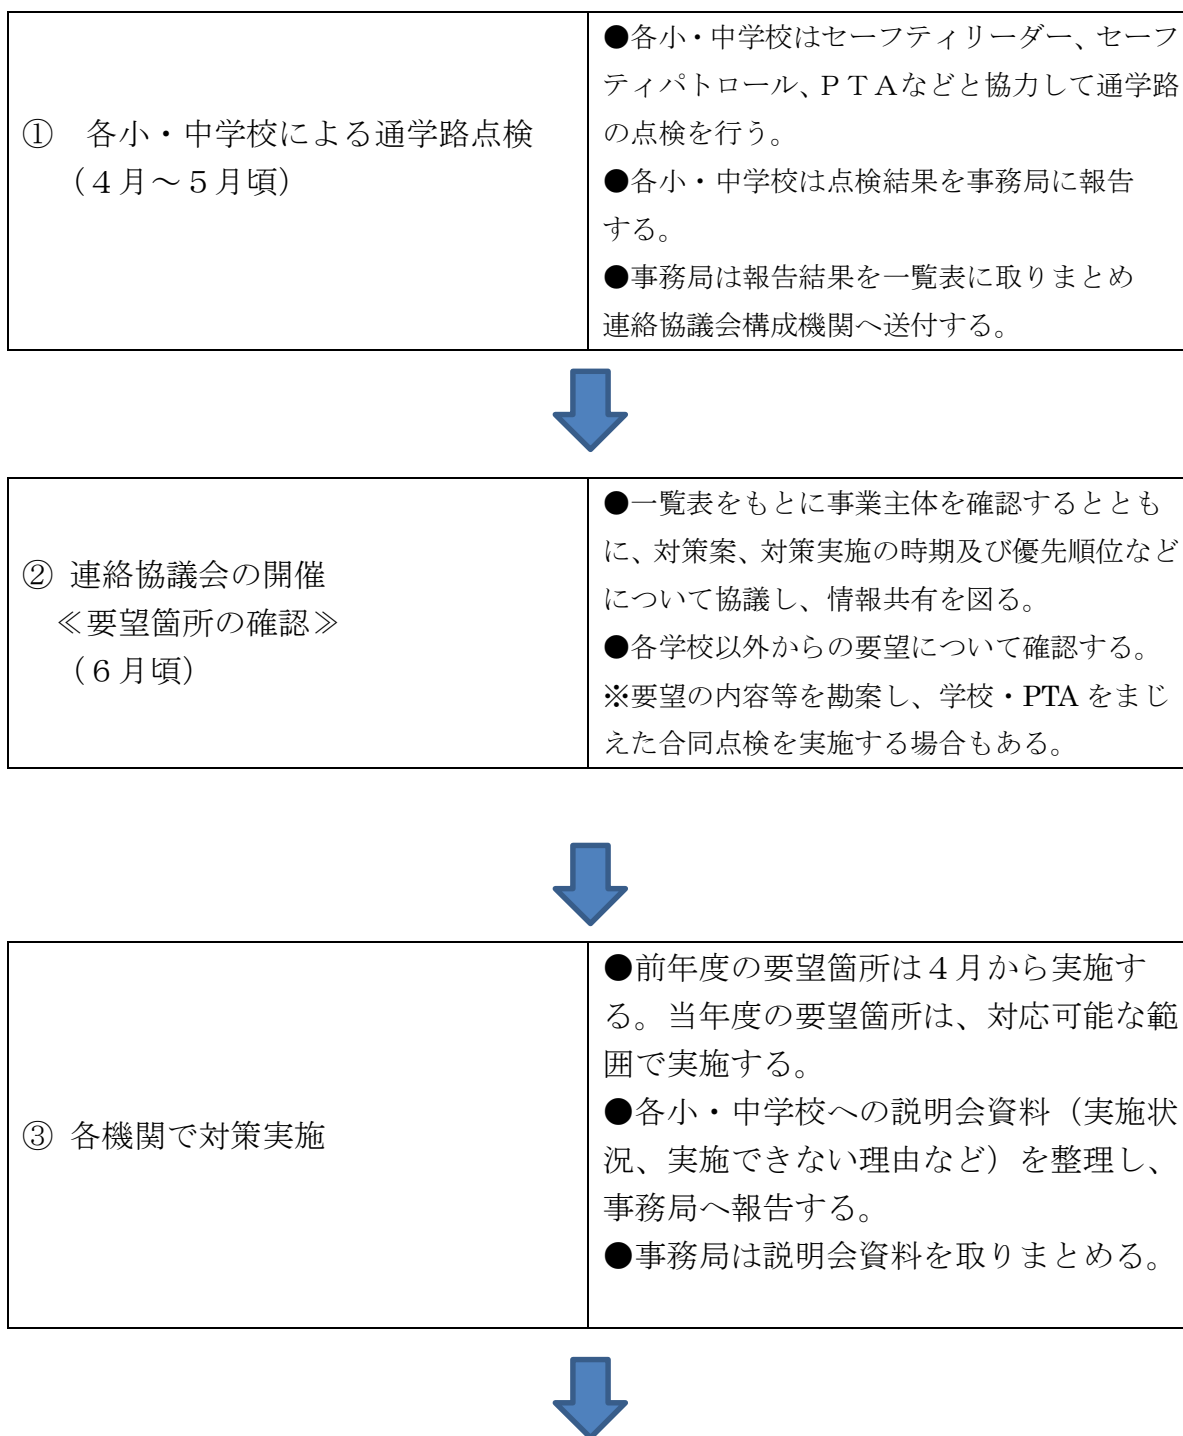 ① 各小・中学校による通学路点検
（４月～５月頃）
●各小・中学校はセーフティリーダー、セーフ
ティパトロール、ＰＴＡなどと協力して通学路
の点検を行う。
●各小・中学校は点検結果を事務局に報告
する。
●事務局は報告結果を一覧表に取りまとめ
連絡協議会構成機関へ送付する。
② 連絡協議会の開催
≪要望箇所の確認≫
（６月頃）
●一覧表をもとに事業主体を確認するととも
に、対策案、対策実施の時期及び優先順位など
について協議し、情報共有を図る。
●各学校以外からの要望について確認する。
※要望の内容等を勘案し、学校・PTA をまじ
えた合同点検を実施する場合もある。
③ 各機関で対策実施
●前年度の要望箇所は４月から実施す
る。当年度の要望箇所は、対応可能な範
囲で実施する。
●各小・中学校への説明会資料（実施状
況、実施できない理由など）を整理し、
事務局へ報告する。
●事務局は説明会資料を取りまとめる。